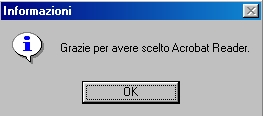 Informazioni
Grazie per avere scelto Acrobat Reader.
OK